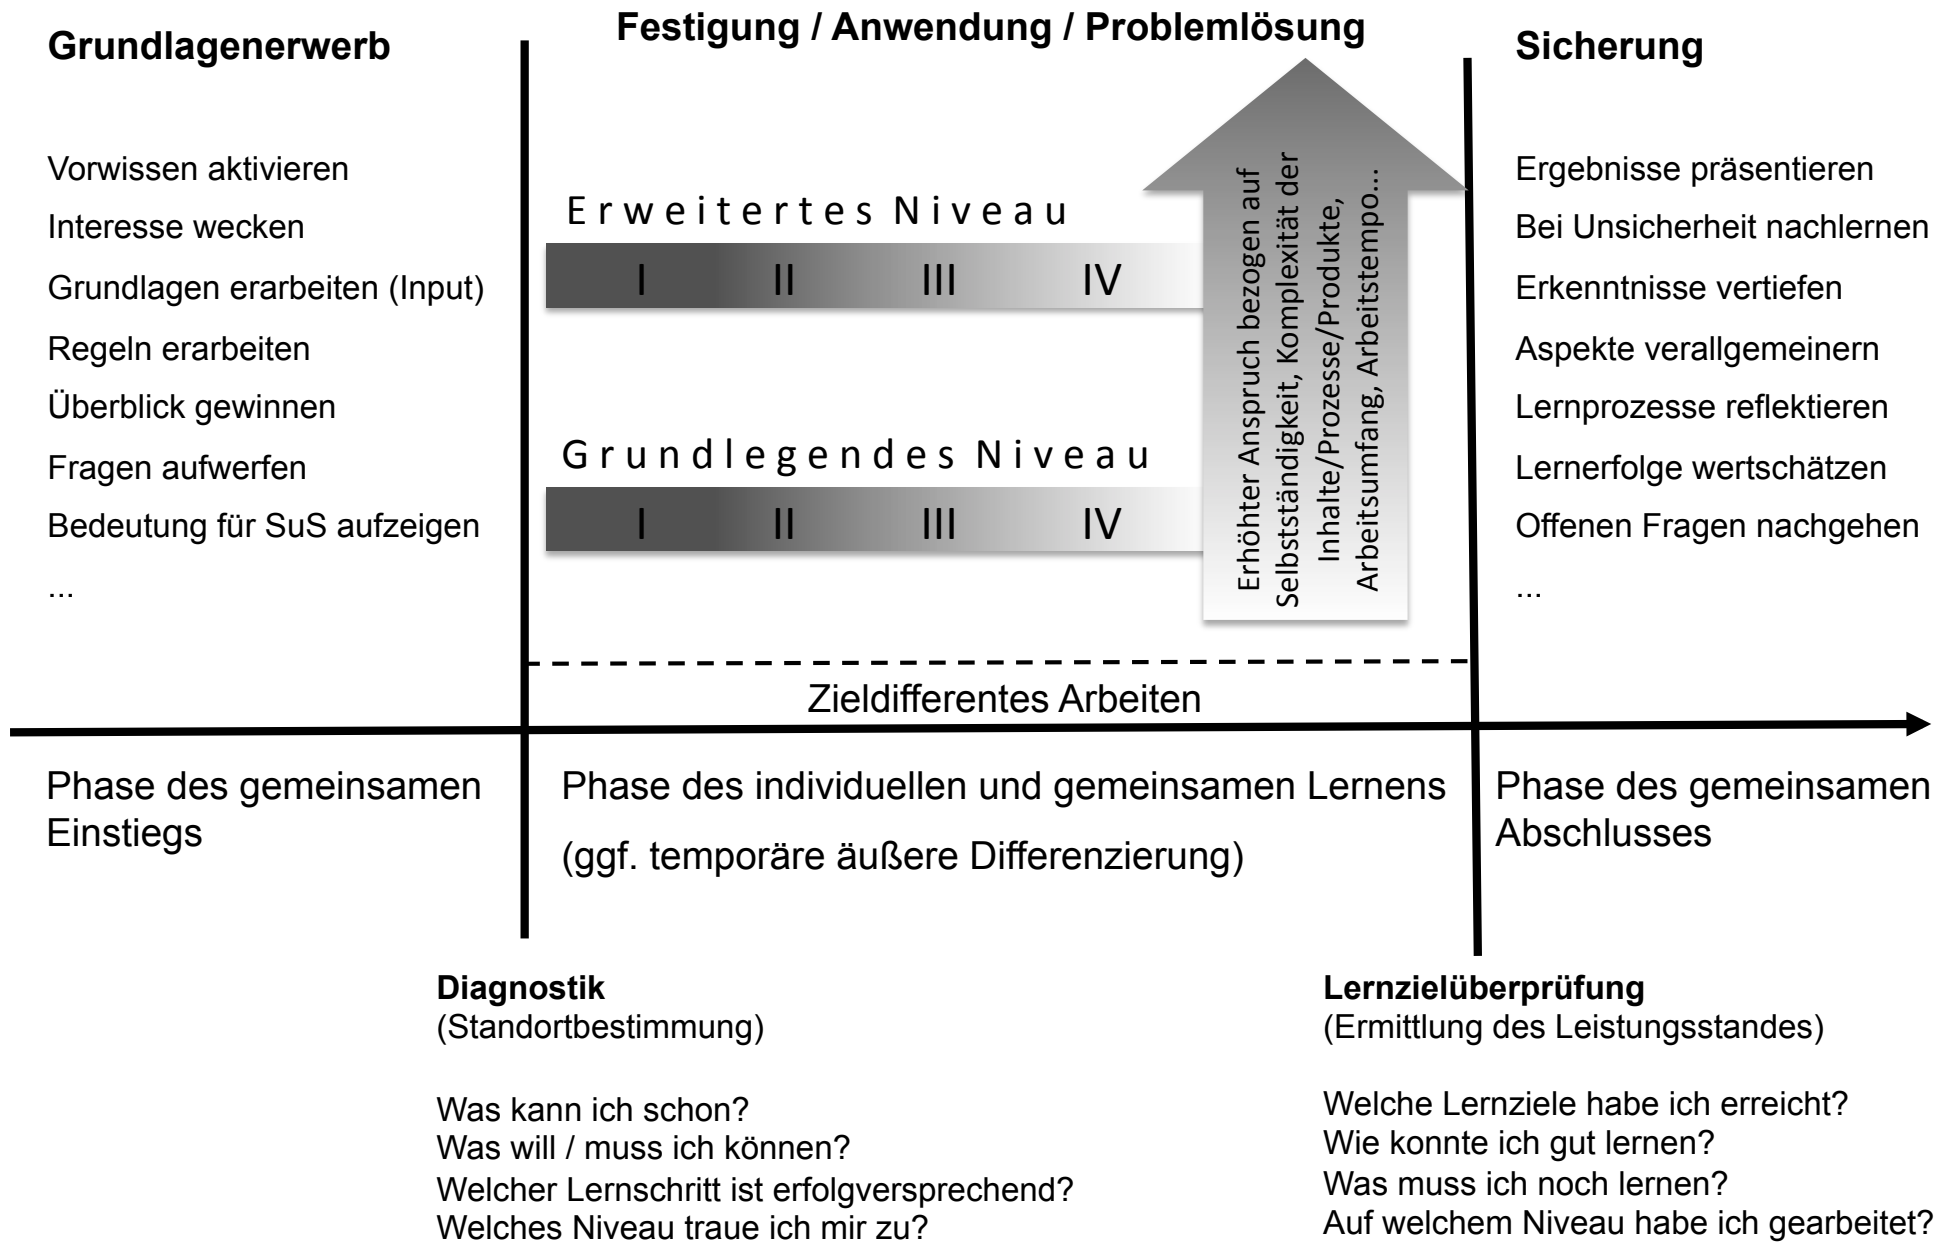 Grundlagenerwerb
Vorwissen aktivieren
Interesse wecken
Grundlagen erarbeiten (Input)
Regeln erarbeiten
Überblick gewinnen
Fragen aufwerfen
Bedeutung für SuS aufzeigen
...
Festigung / Anwendung / Problemlösung
Erweitertes Niveau
I II III IV
Grundlegendes Niveau
I II III IV
Erhöhter Anspruch bezogen auf
Selbstständigkeit, Komplexität der
Inhalte/Prozesse/Produkte,
Arbeitsumfang, Arbeitstempo...
Zieldifferentes Arbeiten
Sicherung
Ergebnisse präsentieren
Bei Unsicherheit nachlernen
Erkenntnisse vertiefen
Aspekte verallgemeinern
Lernprozesse reflektieren
Lernerfolge wertschätzen
Offenen Fragen nachgehen
...
Phase des gemeinsamen
Einstiegs
Phase des individuellen und gemeinsamen Lernens
(ggf. temporäre äußere Differenzierung)
Phase des gemeinsamen
Abschlusses
Diagnostik
(Standortbestimmung)
Was kann ich schon?
Was will / muss ich können?
Welcher Lernschritt ist erfolgversprechend?
Welches Niveau traue ich mir zu?
Lernzielüberprüfung
(Ermittlung des Leistungsstandes)
Welche Lernziele habe ich erreicht?
Wie konnte ich gut lernen?
Was muss ich noch lernen?
Auf welchem Niveau habe ich gearbeitet?